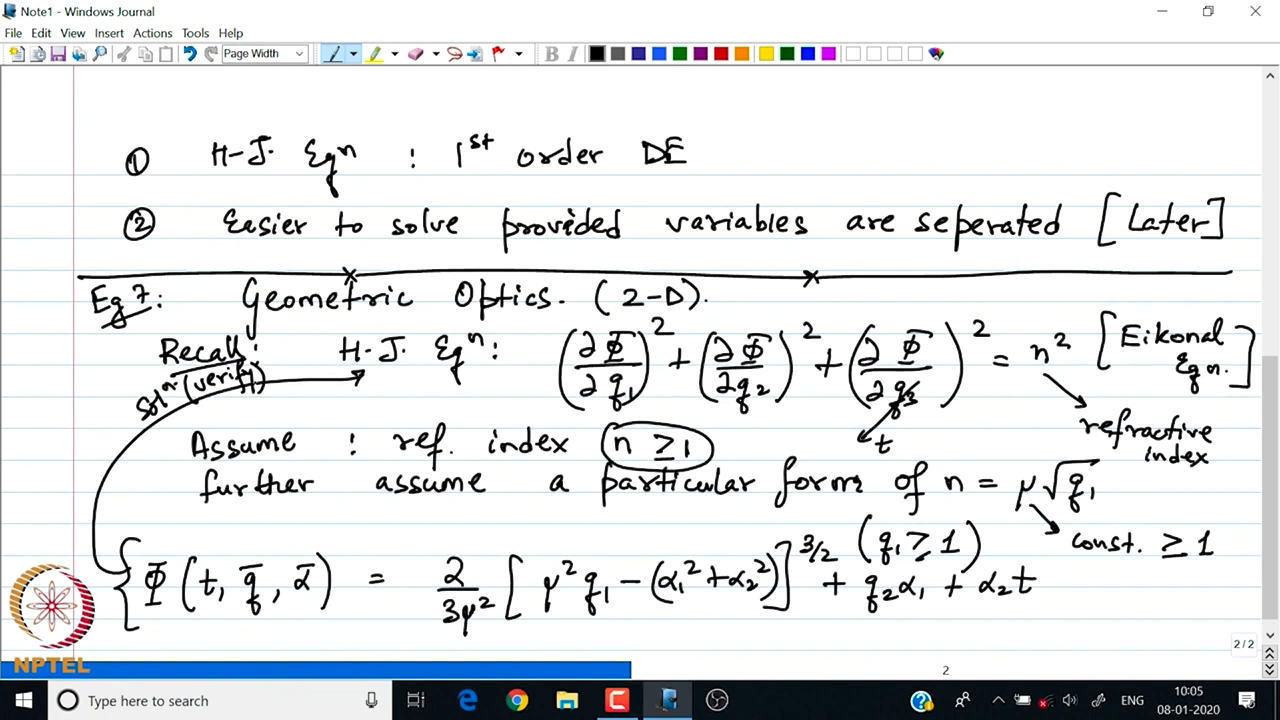 Note1 - Windows Journal
File Edit View Insert Actions Tools Help
Page Width
① H-J. Eqⁿ : 1ˢᵗ order DE
② Easier to solve provided variables are seperated [Later]
Eg 7: Geometric Optics. (2-D).
Recall: H-J. Eqⁿ: (∂Φ/∂q₁)² + (∂Φ/∂q₂)² + (∂Φ/∂q₃)² = n² [Eikonal Eqn.]
Solⁿ (verify)
t
refractive index
Assume : ref. index n ≥ 1
further assume a particular form of n = μ√q₁
(q₁ ≥ 1) const. ≥ 1
{Φ(t, q̄, ᾱ) = 2/3μ² [μ²q₁ - (α₁² + α₂²)]^3/2 + q₂α₁ + α₂t
NPTEL
2
2/2
Type here to search
ENG
10:05
08-01-2020